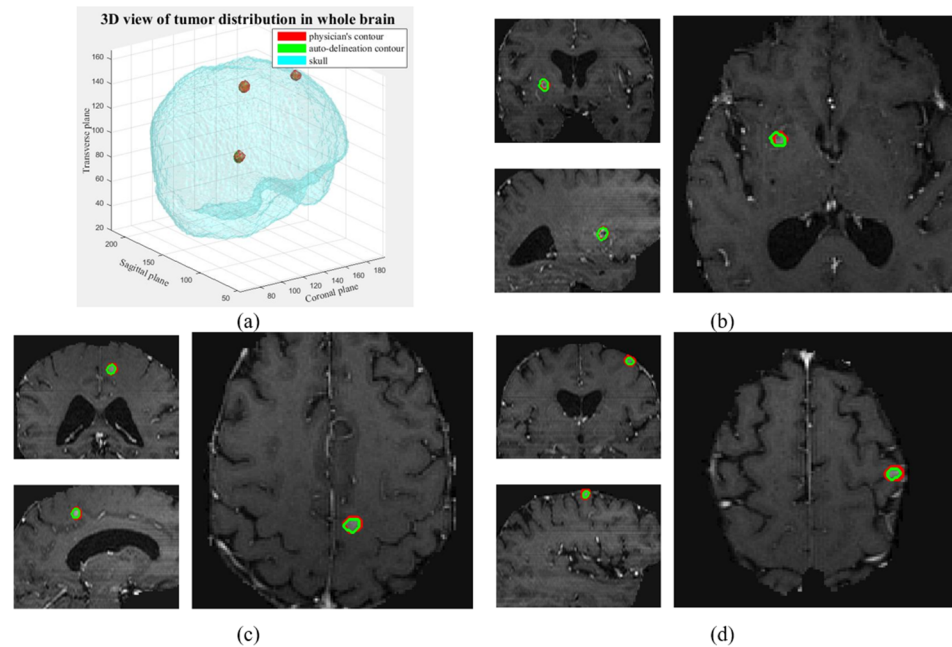 3D view of tumor distribution in whole brain
physician's contour
auto-delineation contour
skull
Transverse plane
160
140
120
100
80
60
40
20
200
150
100
50
Sagittal plane
80
100
120
140
160
180
Coronal plane
(a)
(b)
(c)
(d)